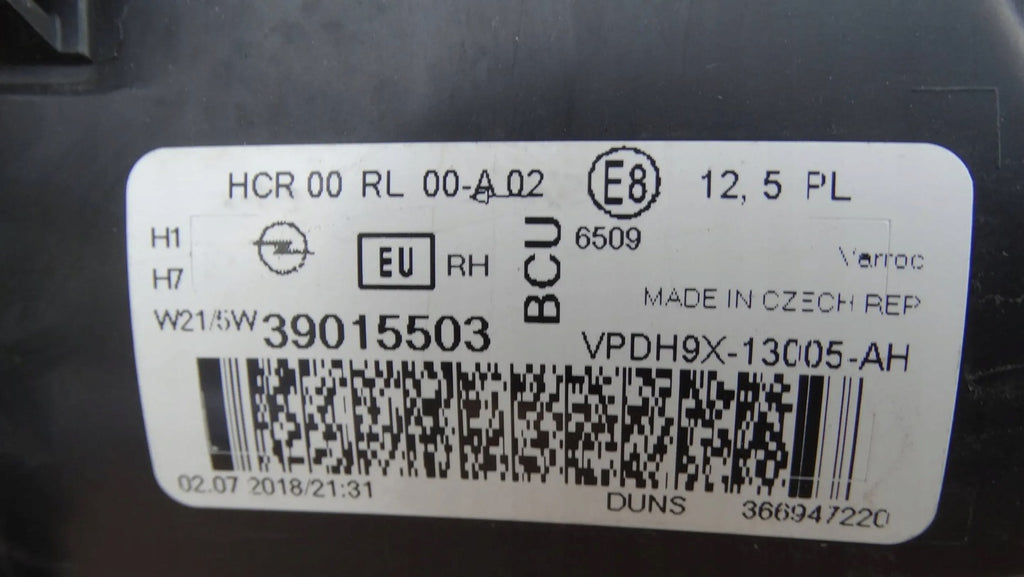 HCR 00 RL 00-A 02 E8 12, 5 PL
H1
H7
EU RH
BCU
6509
Varroc
MADE IN CZECH REP
W21/5W 39015503
VPDH9X-13005-AH
02.07 2018/21:31
DUNS 366947220